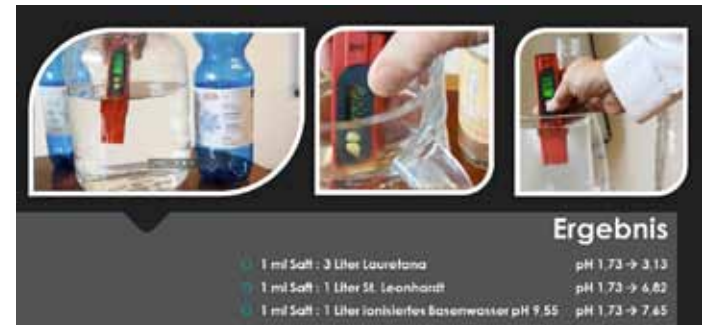 Ergebnis
1 ml Saft : 3 Liter Lauretana pH 1,73 → 3,13
1 ml Saft : 1 Liter St. Leonhardt pH 1,73 → 6,82
1 ml Saft : 1 Liter ionisiertes Basenwasser pH 9,55 pH 1,73 → 7,65